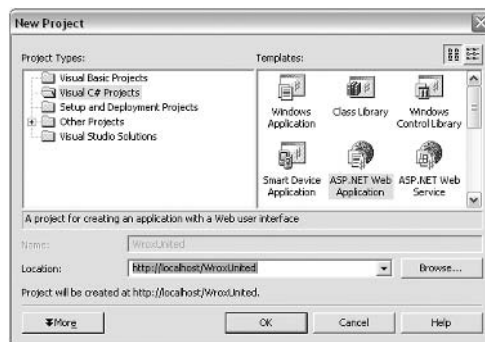 New Project
Project Types:
Templates:
Visual Basic Projects
Visual C# Projects
Setup and Deployment Projects
Other Projects
Visual Studio Solutions
Windows Application
Class Library
Windows Control Library
Smart Device Application
ASP.NET Web Application
ASP.NET Web Service
A project for creating an application with a Web user interface
Name:
WroxUnited
Location:
http://localhost/WroxUnited
Browse...
Project will be created at http://localhost/WroxUnited.
More
OK
Cancel
Help